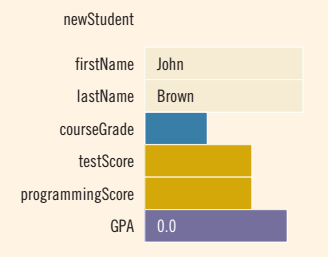 newStudent
firstName John
lastName Brown
courseGrade
testScore
programmingScore
GPA 0.0